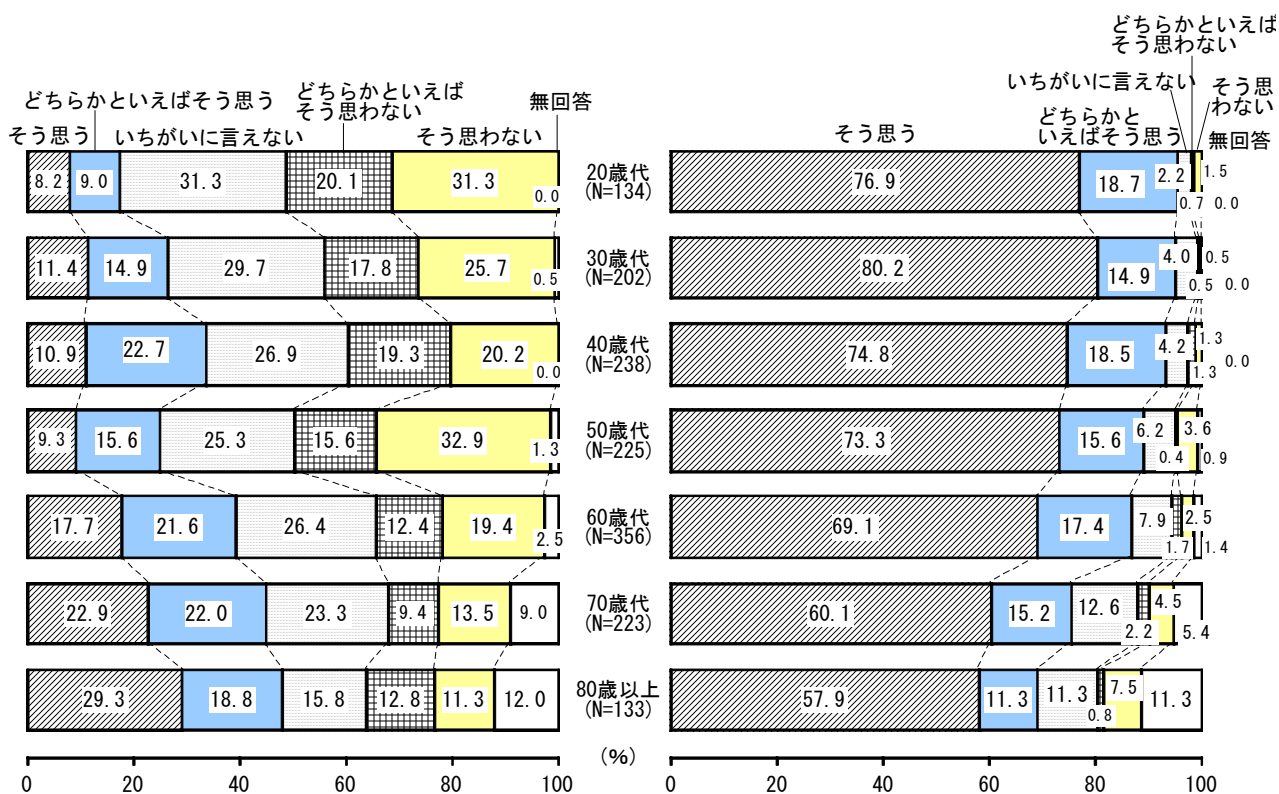 どちらかといえば
そう思わない
どちらかといえばそう思う
どちらかといえば
そう思わない
無回答
いちがいに言えない
そう思
わない
そう思う
いちがいに言えない
そう思わない
そう思う
どちらかと
いえばそう思う
無回答
8.2 9.0 31.3 20.1 31.3 0.0
20歳代
(N=134)
76.9 18.7 2.2 0.7 1.5 0.0
11.4 14.9 29.7 17.8 25.7 0.5
30歳代
(N=202)
80.2 14.9 4.0 0.5 0.5 0.0
10.9 22.7 26.9 19.3 20.2 0.0
40歳代
(N=238)
74.8 18.5 4.2 1.3 1.3 0.0
9.3 15.6 25.3 15.6 32.9 1.3
50歳代
(N=225)
73.3 15.6 6.2 0.4 3.6 0.9
17.7 21.6 26.4 12.4 19.4 2.5
60歳代
(N=356)
69.1 17.4 7.9 1.7 2.5 1.4
22.9 22.0 23.3 9.4 13.5 9.0
70歳代
(N=223)
60.1 15.2 12.6 2.2 4.5 5.4
29.3 18.8 15.8 12.8 11.3 12.0
80歳以上
(N=133)
57.9 11.3 11.3 0.8 7.5 11.3
(%)
0 20 40 60 80 100
0 20 40 60 80 100